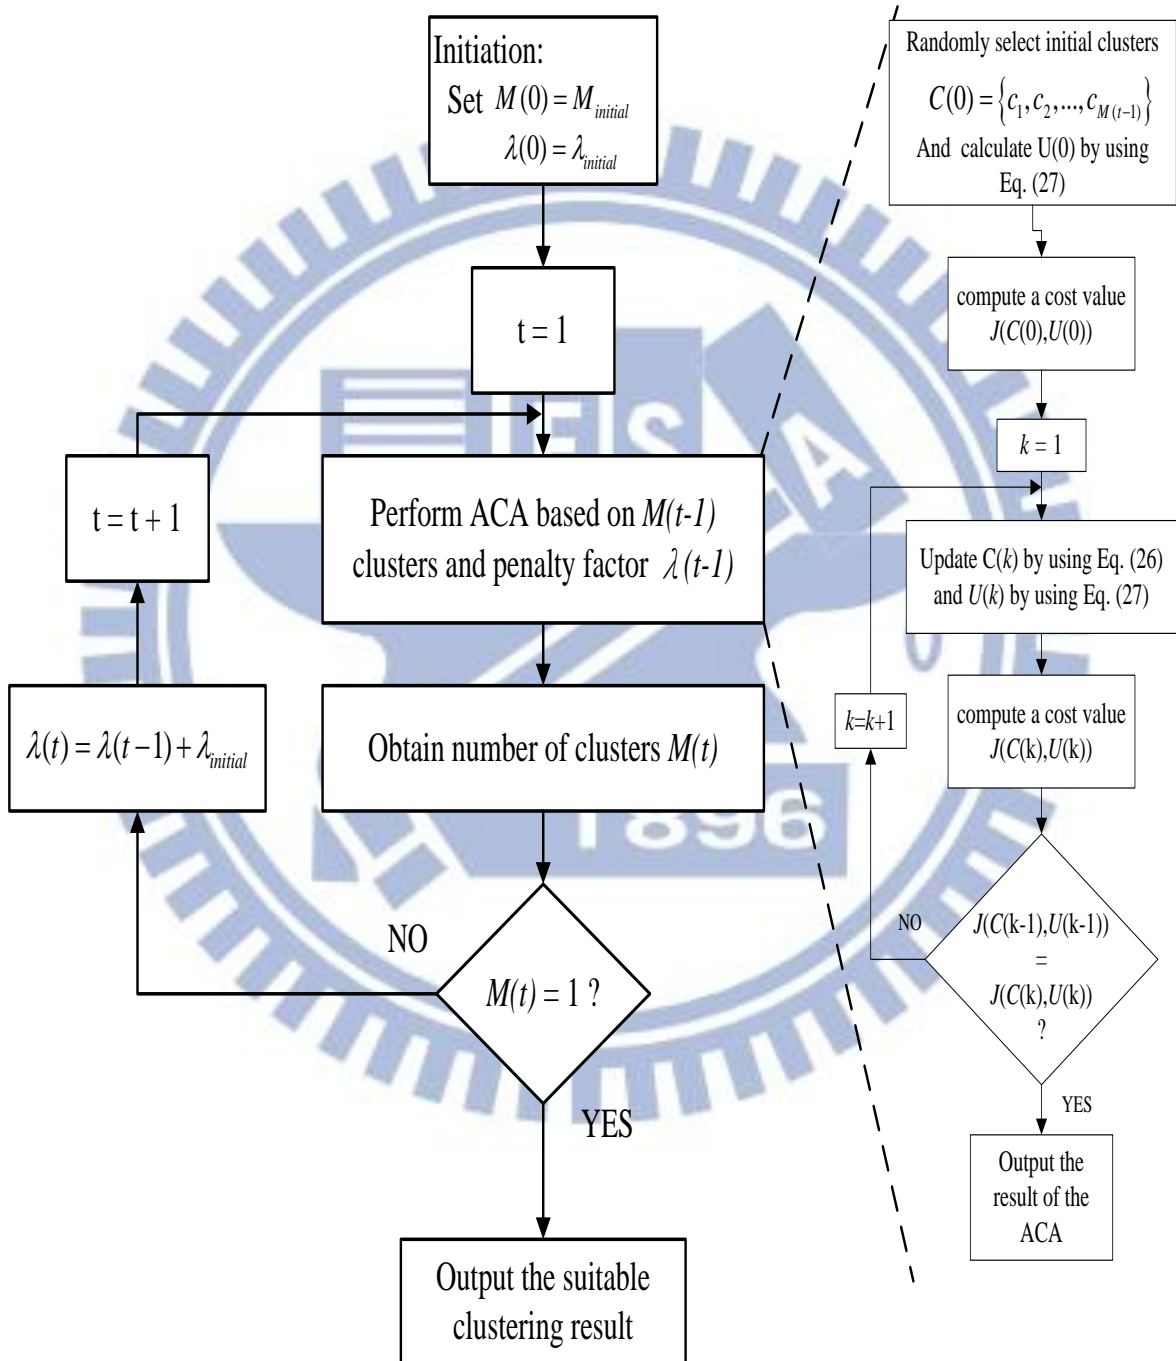 Initiation:
Set M(0) = M_initial
λ(0) = λ_initial
t = 1
Perform ACA based on M(t-1)
clusters and penalty factor λ(t-1)
Obtain number of clusters M(t)
M(t) = 1 ?
NO
λ(t) = λ(t−1) + λ_initial
t = t + 1
YES
Output the suitable
clustering result
Randomly select initial clusters
C(0) = {c_1, c_2, ..., c_M(t−1)}
And calculate U(0) by using
Eq. (27)
compute a cost value
J(C(0),U(0))
k = 1
Update C(k) by using Eq. (26)
and U(k) by using Eq. (27)
compute a cost value
J(C(k),U(k))
J(C(k-1),U(k-1))
=
J(C(k),U(k))
?
NO
k=k+1
YES
Output the
result of the
ACA
ESA
1896